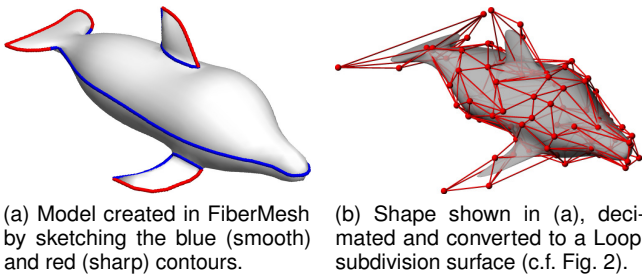 (a) Model created in FiberMesh
by sketching the blue (smooth)
and red (sharp) contours.
(b) Shape shown in (a), deci-
mated and converted to a Loop
subdivision surface (c.f. Fig. 2).